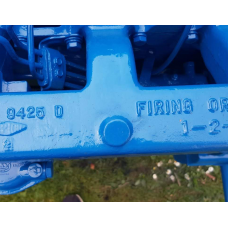 9425 D
FIRING OR
1-2-